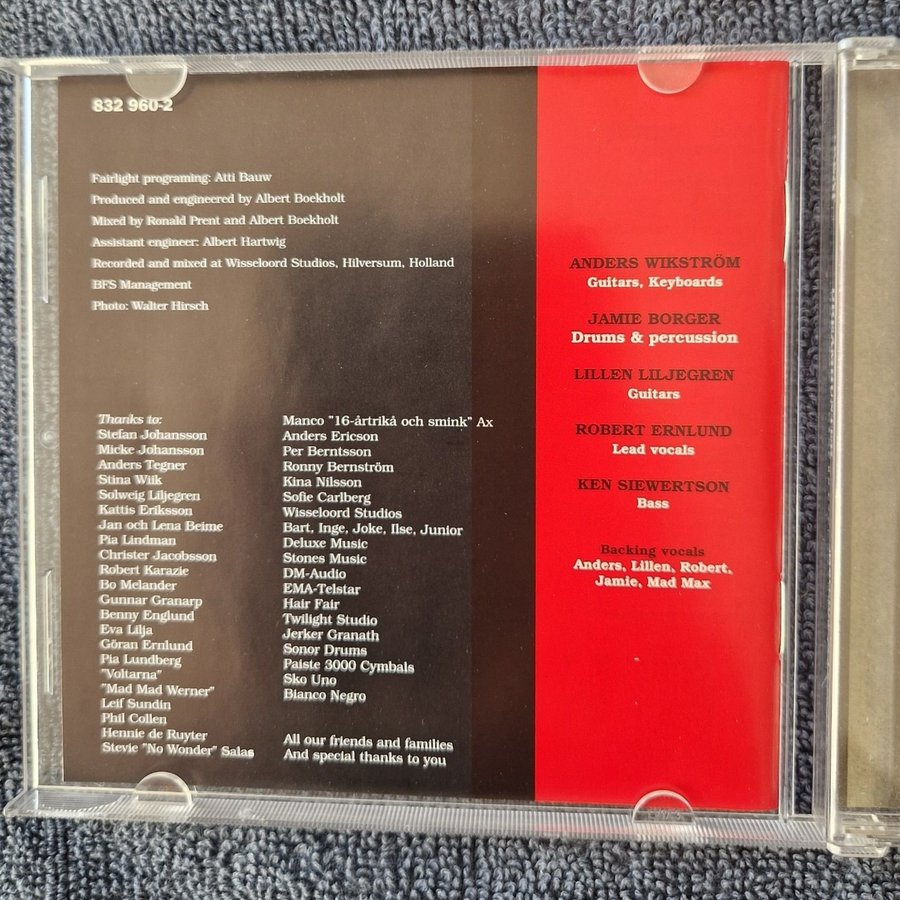 832 960-2
Fairlight programing: Atti Bauw
Produced and engineered by Albert Boekholt
Mixed by Ronald Prent and Albert Boekholt
Assistant engineer: Albert Hartwig
Recorded and mixed at Wisseloord Studios, Hilversum, Holland
BFS Management
Photo: Walter Hirsch
Thanks to:
Stefan Johansson
Micke Johansson
Anders Tegner
Stina Wiik
Solweig Liljegren
Kattis Eriksson
Jan och Lena Beime
Pia Lindman
Christer Jacobsson
Robert Karazie
Bo Melander
Gunnar Granarp
Benny Englund
Eva Lilja
Göran Ernlund
Pia Lundberg
"Voltarna"
"Mad Mad Werner"
Leif Sundin
Phil Collen
Hennie de Ruyter
Stevie "No Wonder" Salas
Manco "16-årtrikå och smink" Ax
Anders Ericson
Per Berntsson
Ronny Bernström
Kina Nilsson
Sofie Carlberg
Wisseloord Studios
Bart, Inge, Joke, Ilse, Junior
Deluxe Music
Stones Music
DM-Audio
EMA-Telstar
Hair Fair
Twilight Studio
Jerker Granath
Sonor Drums
Paiste 3000 Cymbals
Sko Uno
Bianco Negro
All our friends and families
And special thanks to you
ANDERS WIKSTRÖM
Guitars, Keyboards
JAMIE BORGER
Drums & percussion
LILLEN LILJEGREN
Guitars
ROBERT ERNLUND
Lead vocals
KEN SIEWERTSON
Bass
Backing vocals
Anders, Lillen, Robert,
Jamie, Mad Max